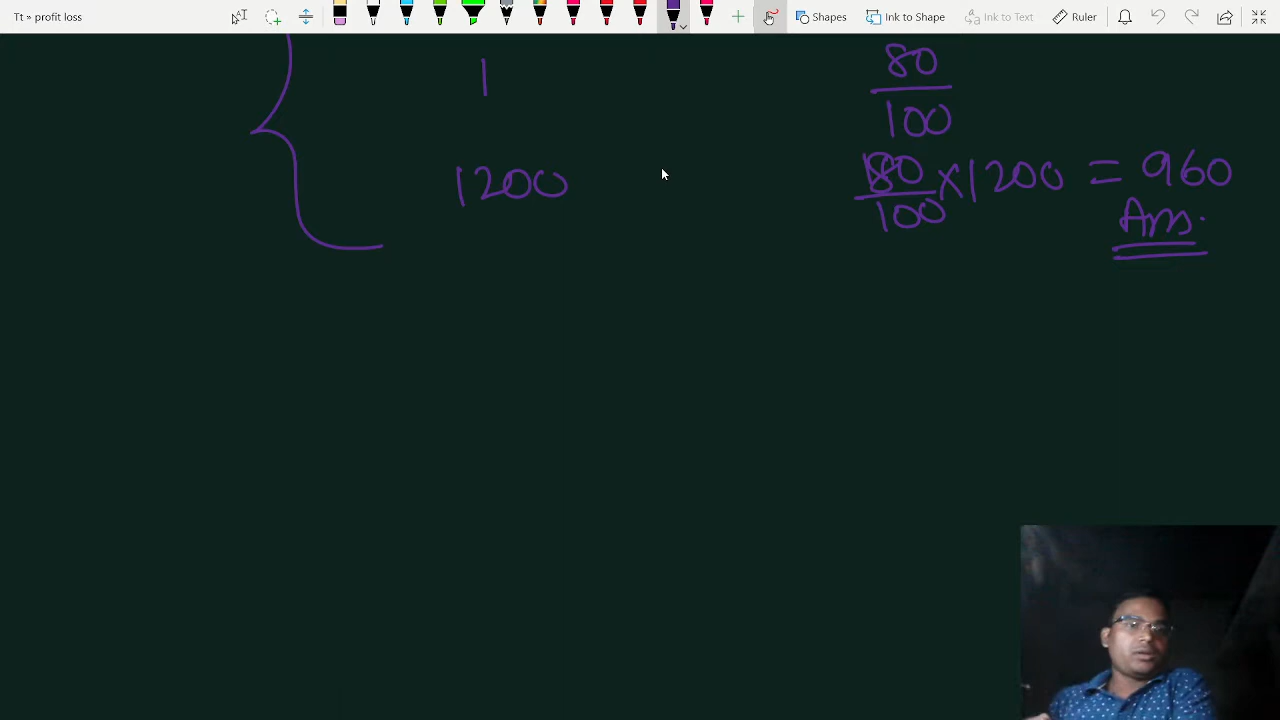 Tt » profit loss
Shapes
Ink to Shape
Ink to Text
Ruler
1
80
100
1200
80
100
×1200 = 960
Ans.